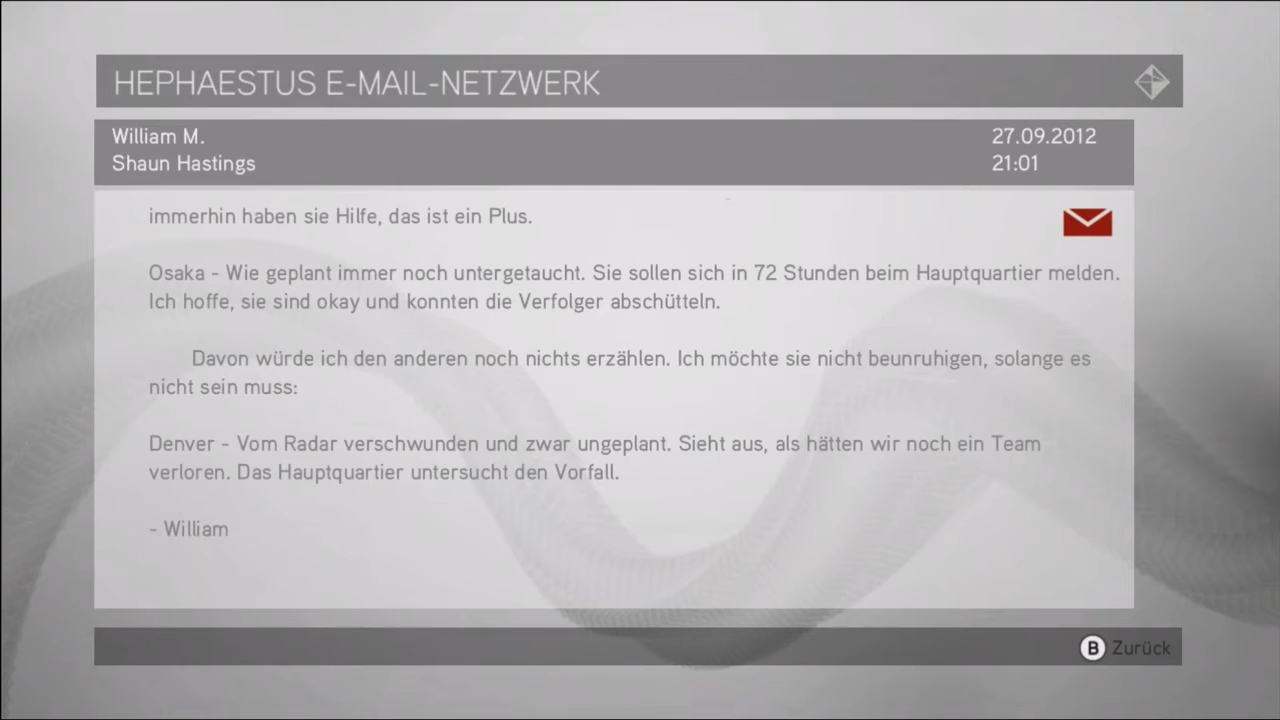 HEPHAESTUS E-MAIL-NETZWERK
William M.
27.09.2012
Shaun Hastings
21:01
immerhin haben sie Hilfe, das ist ein Plus.
Osaka - Wie geplant immer noch untergetaucht. Sie sollen sich in 72 Stunden beim Hauptquartier melden.
Ich hoffe, sie sind okay und konnten die Verfolger abschütteln.
Davon würde ich den anderen noch nichts erzählen. Ich möchte sie nicht beunruhigen, solange es
nicht sein muss:
Denver - Vom Radar verschwunden und zwar ungeplant. Sieht aus, als hätten wir noch ein Team
verloren. Das Hauptquartier untersucht den Vorfall.
- William
B Zurück